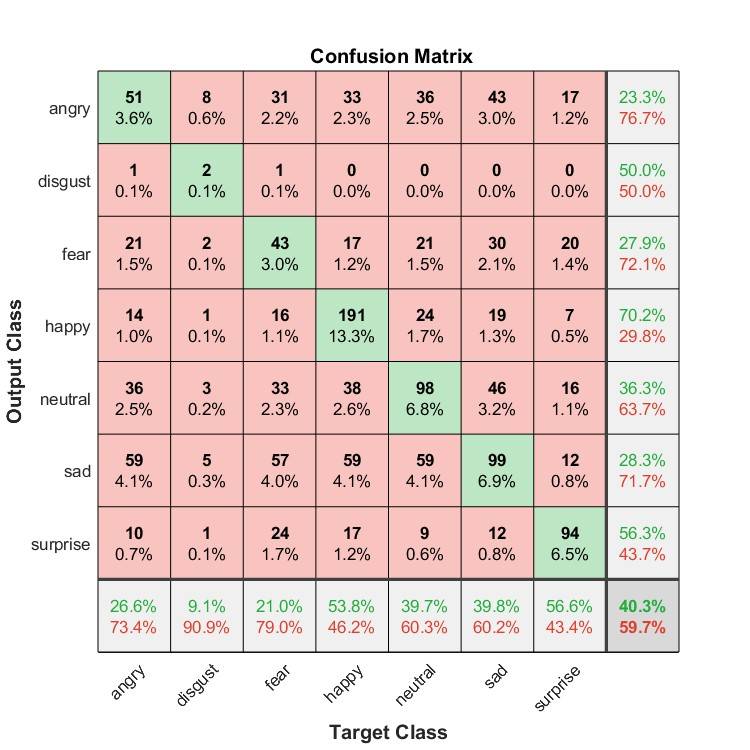 Confusion Matrix
angry 51 8 31 33 36 43 17 23.3%
3.6% 0.6% 2.2% 2.3% 2.5% 3.0% 1.2% 76.7%
disgust 1 2 1 0 0 0 0 50.0%
0.1% 0.1% 0.1% 0.0% 0.0% 0.0% 0.0% 50.0%
fear 21 2 43 17 21 30 20 27.9%
1.5% 0.1% 3.0% 1.2% 1.5% 2.1% 1.4% 72.1%
happy 14 1 16 191 24 19 7 70.2%
1.0% 0.1% 1.1% 13.3% 1.7% 1.3% 0.5% 29.8%
neutral 36 3 33 38 98 46 16 36.3%
2.5% 0.2% 2.3% 2.6% 6.8% 3.2% 1.1% 63.7%
sad 59 5 57 59 59 99 12 28.3%
4.1% 0.3% 4.0% 4.1% 4.1% 6.9% 0.8% 71.7%
surprise 10 1 24 17 9 12 94 56.3%
0.7% 0.1% 1.7% 1.2% 0.6% 0.8% 6.5% 43.7%
26.6% 9.1% 21.0% 53.8% 39.7% 39.8% 56.6% 40.3%
73.4% 90.9% 79.0% 46.2% 60.3% 60.2% 43.4% 59.7%
angry disgust fear happy neutral sad surprise
Target Class
Output Class